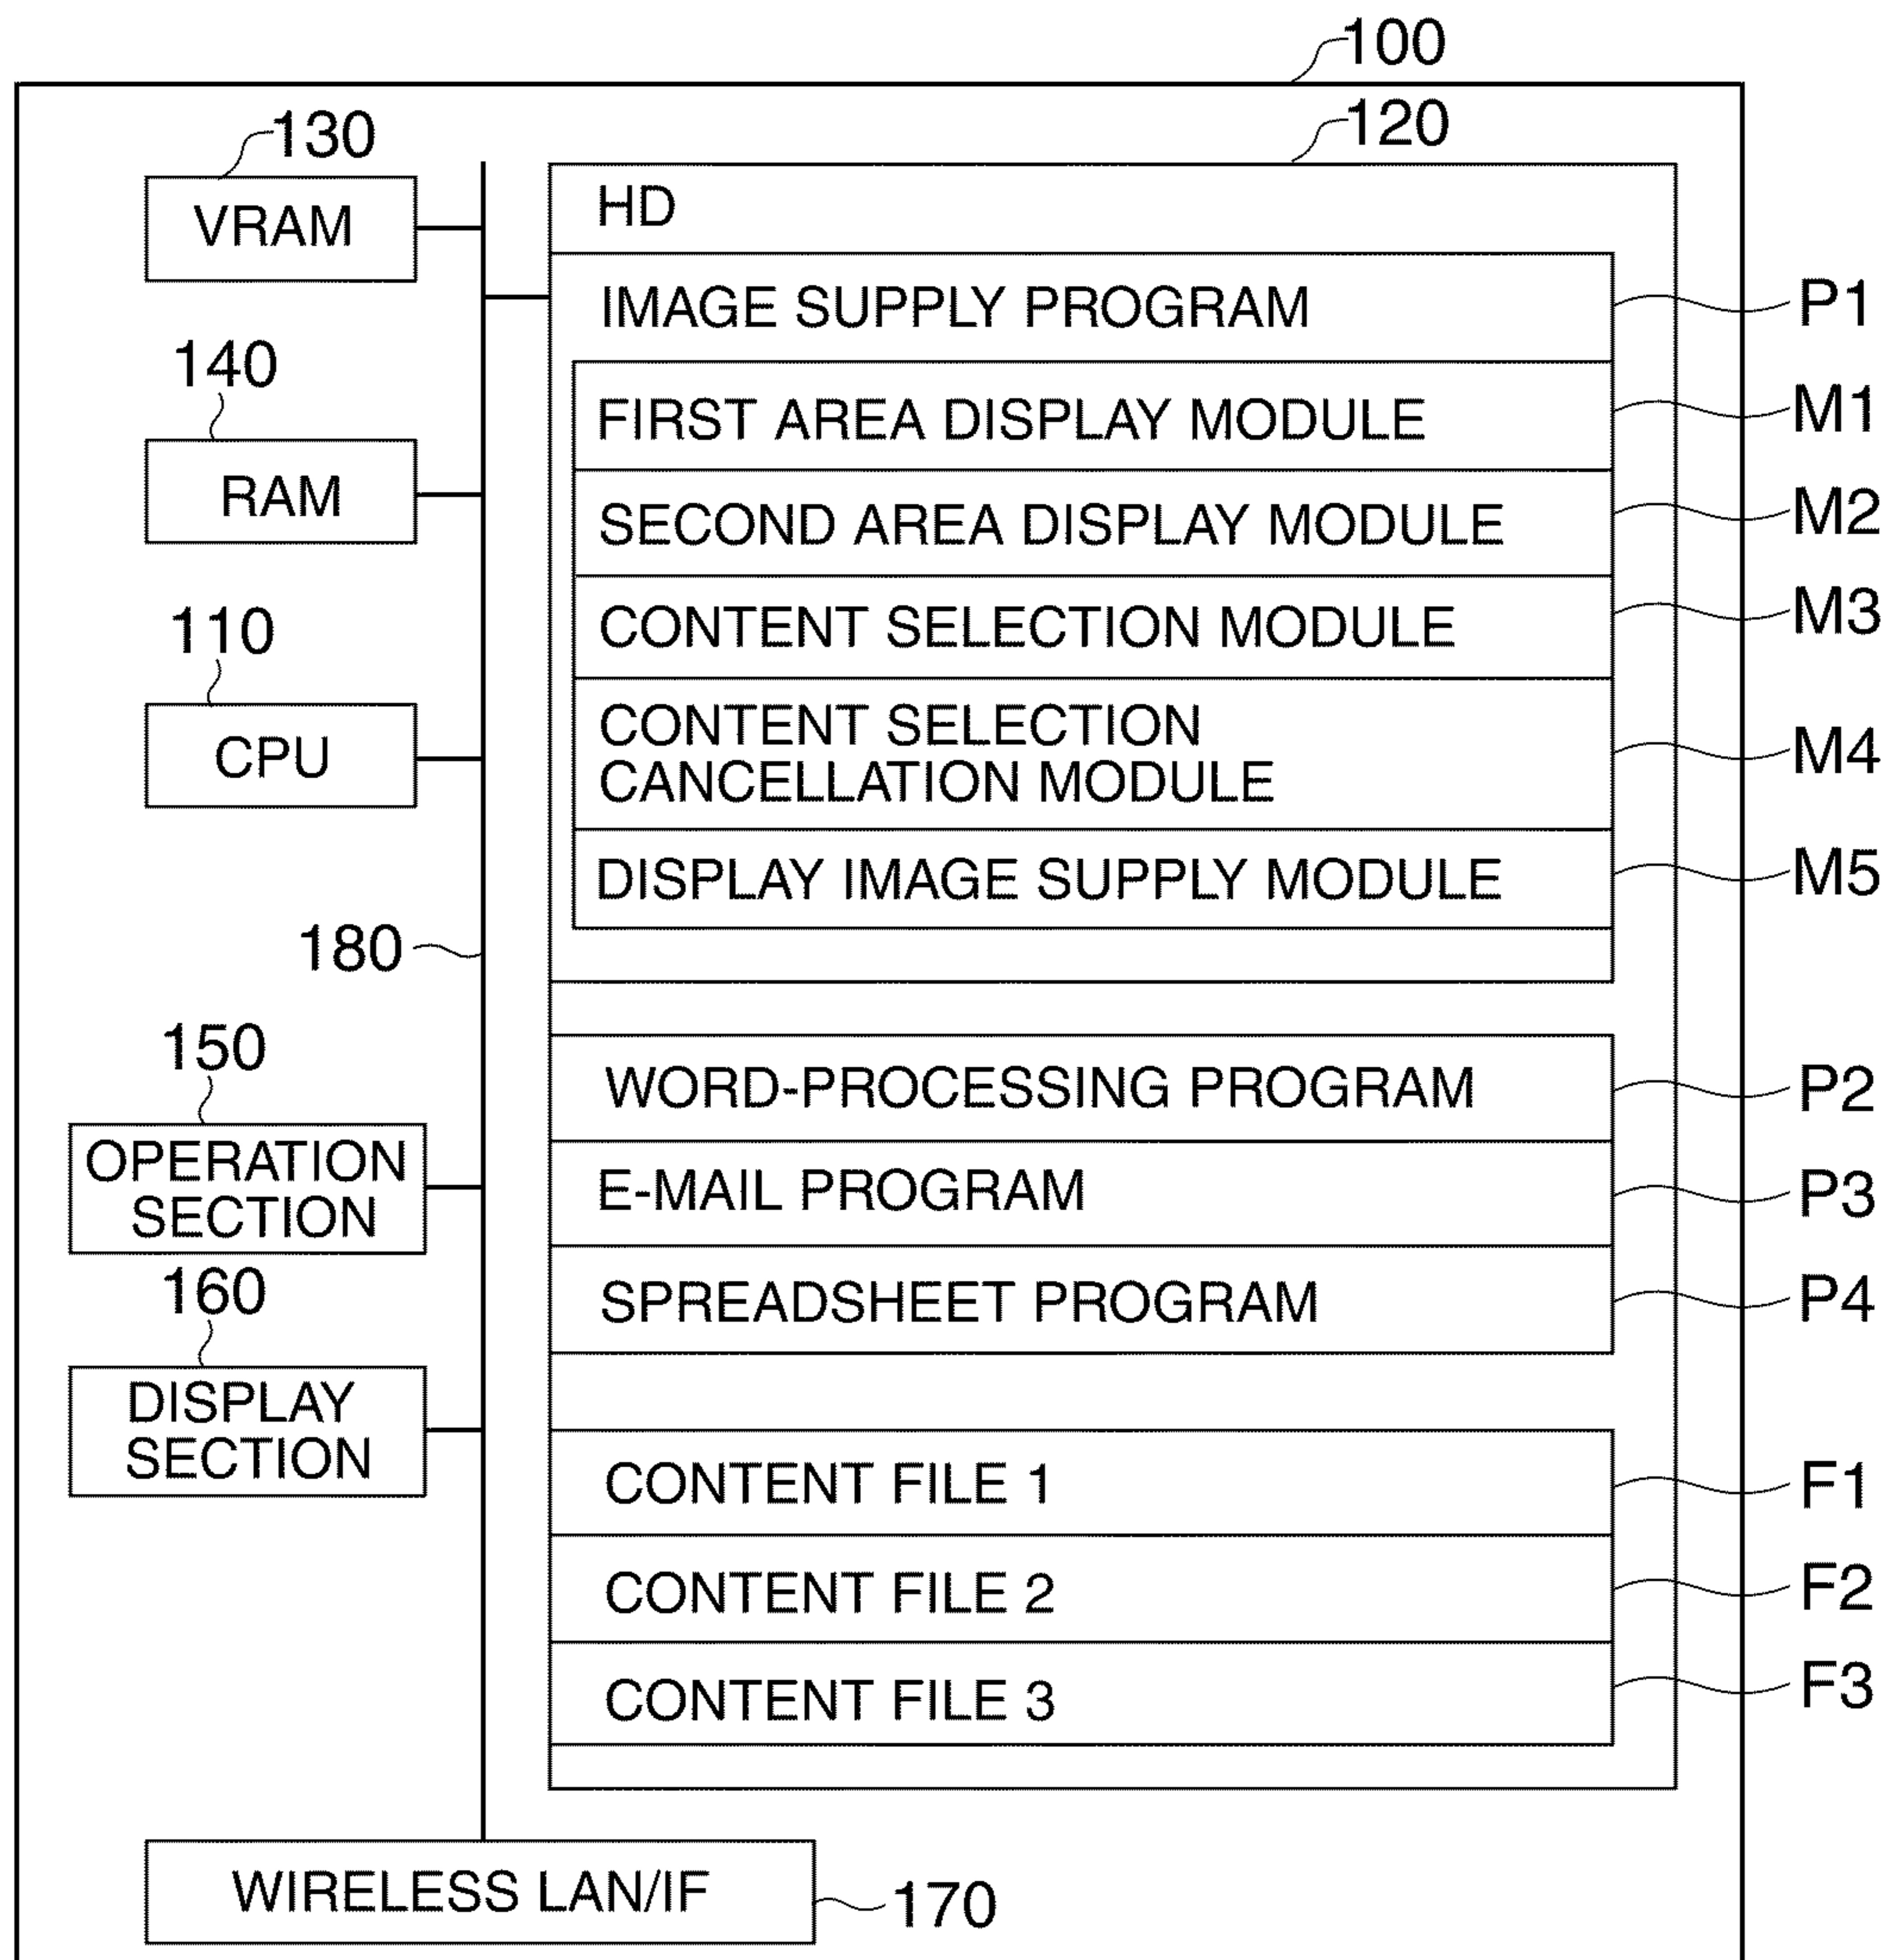 100
120
130
VRAM
HD
IMAGE SUPPLY PROGRAM
P1
140
RAM
FIRST AREA DISPLAY MODULE
M1
SECOND AREA DISPLAY MODULE
M2
110
CPU
CONTENT SELECTION MODULE
M3
CONTENT SELECTION
CANCELLATION MODULE
M4
DISPLAY IMAGE SUPPLY MODULE
M5
180
150
OPERATION
SECTION
WORD-PROCESSING PROGRAM
P2
E-MAIL PROGRAM
P3
160
DISPLAY
SECTION
SPREADSHEET PROGRAM
P4
CONTENT FILE 1
F1
CONTENT FILE 2
F2
CONTENT FILE 3
F3
WIRELESS LAN/IF
170